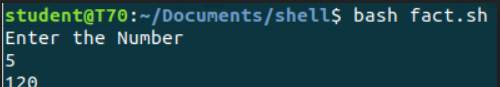 student@T70:~/Documents/shell$ bash fact.sh
Enter the Number
5
120